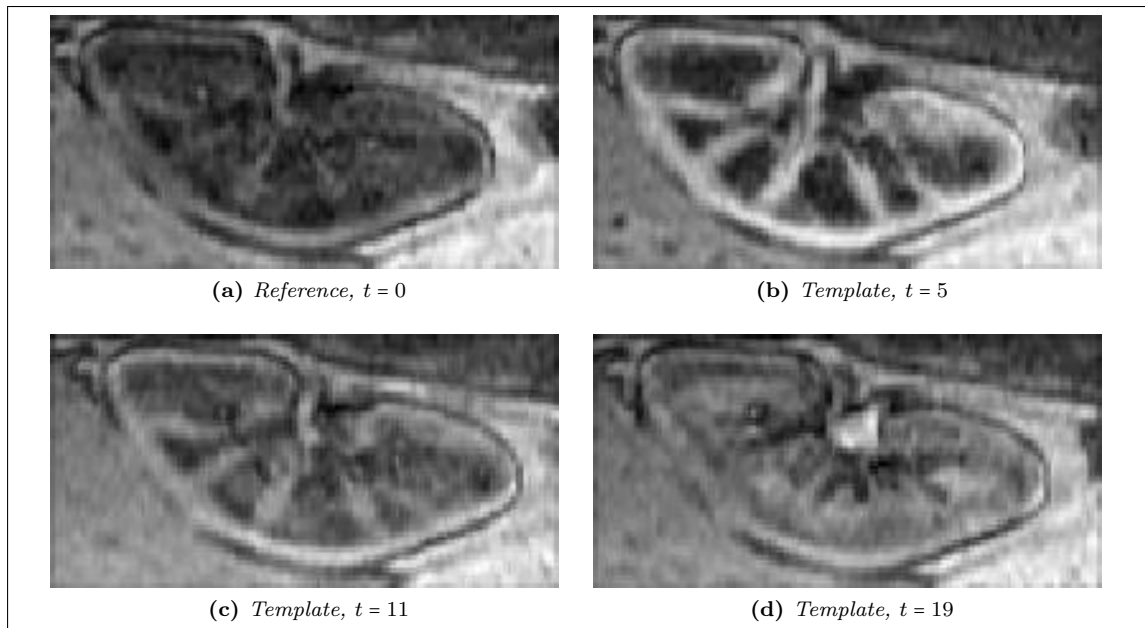 (a) Reference, t = 0
(b) Template, t = 5
(c) Template, t = 11
(d) Template, t = 19